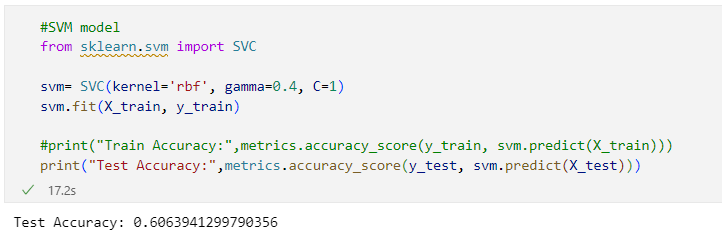 #SVM model
from sklearn.svm import SVC
svm= SVC(kernel='rbf', gamma=0.4, C=1)
svm.fit(X_train, y_train)
#print("Train Accuracy:",metrics.accuracy_score(y_train, svm.predict(X_train)))
print("Test Accuracy:",metrics.accuracy_score(y_test, svm.predict(X_test)))
17.2s
Test Accuracy: 0.6063941299790356